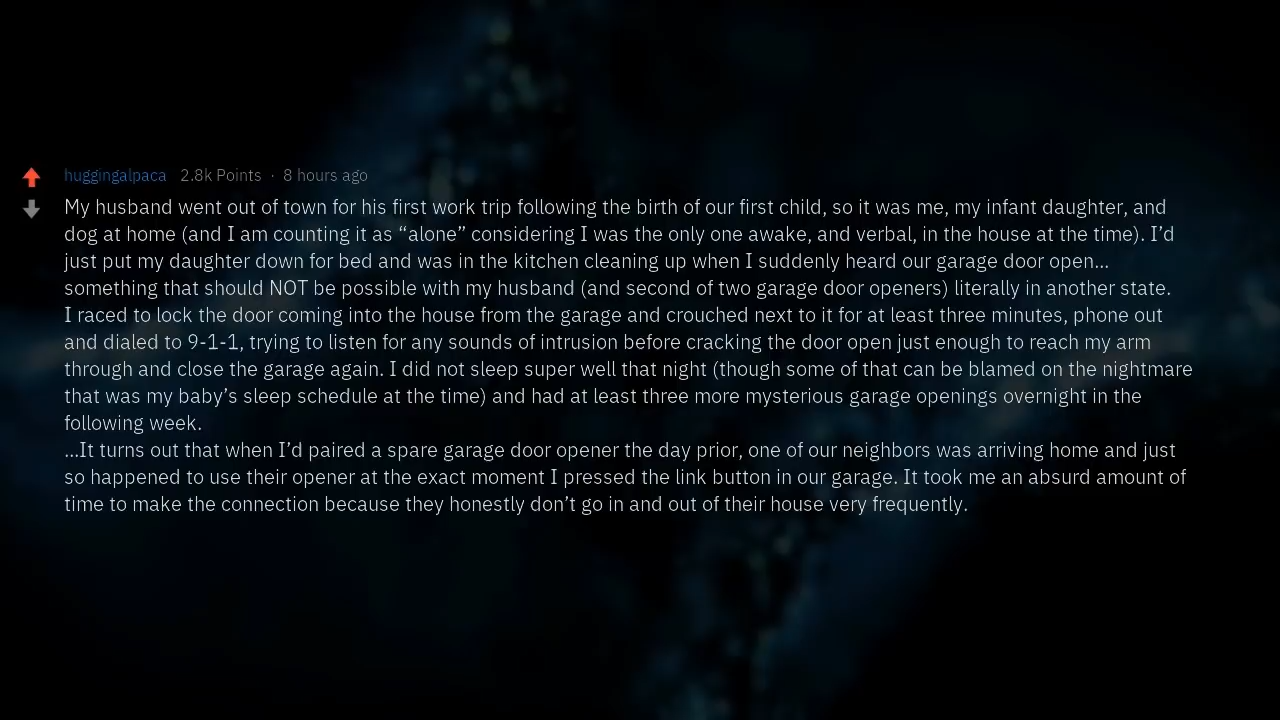 huggingalpaca 2.8k Points · 8 hours ago
My husband went out of town for his first work trip following the birth of our first child, so it was me, my infant daughter, and
dog at home (and I am counting it as “alone” considering I was the only one awake, and verbal, in the house at the time). I’d
just put my daughter down for bed and was in the kitchen cleaning up when I suddenly heard our garage door open...
something that should NOT be possible with my husband (and second of two garage door openers) literally in another state.
I raced to lock the door coming into the house from the garage and crouched next to it for at least three minutes, phone out
and dialed to 9-1-1, trying to listen for any sounds of intrusion before cracking the door open just enough to reach my arm
through and close the garage again. I did not sleep super well that night (though some of that can be blamed on the nightmare
that was my baby’s sleep schedule at the time) and had at least three more mysterious garage openings overnight in the
following week.
...It turns out that when I’d paired a spare garage door opener the day prior, one of our neighbors was arriving home and just
so happened to use their opener at the exact moment I pressed the link button in our garage. It took me an absurd amount of
time to make the connection because they honestly don’t go in and out of their house very frequently.